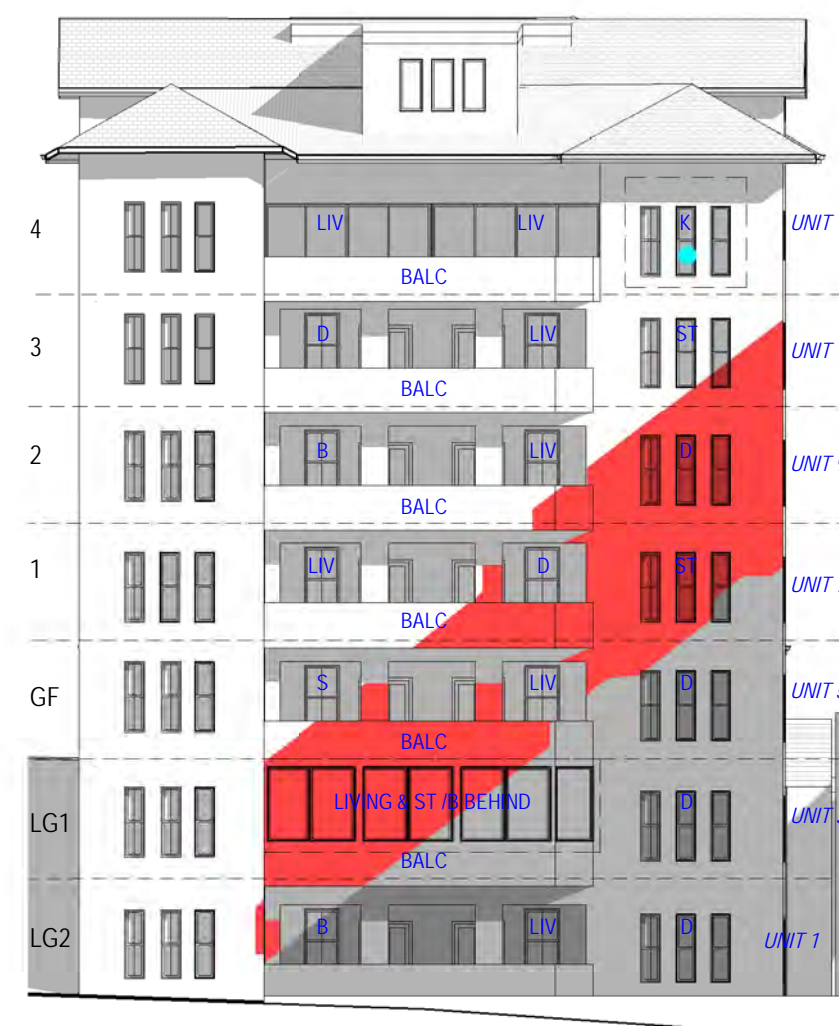 4 LIV LIV K UNIT
BALC
3 D LIV ST UNIT
BALC
2 B LIV D UNIT
BALC
1 LIV D ST UNIT
BALC
GF S LIV D UNIT
BALC
LG1 LIVING & ST /B BEHIND D UNIT
BALC
LG2 B LIV D UNIT 1